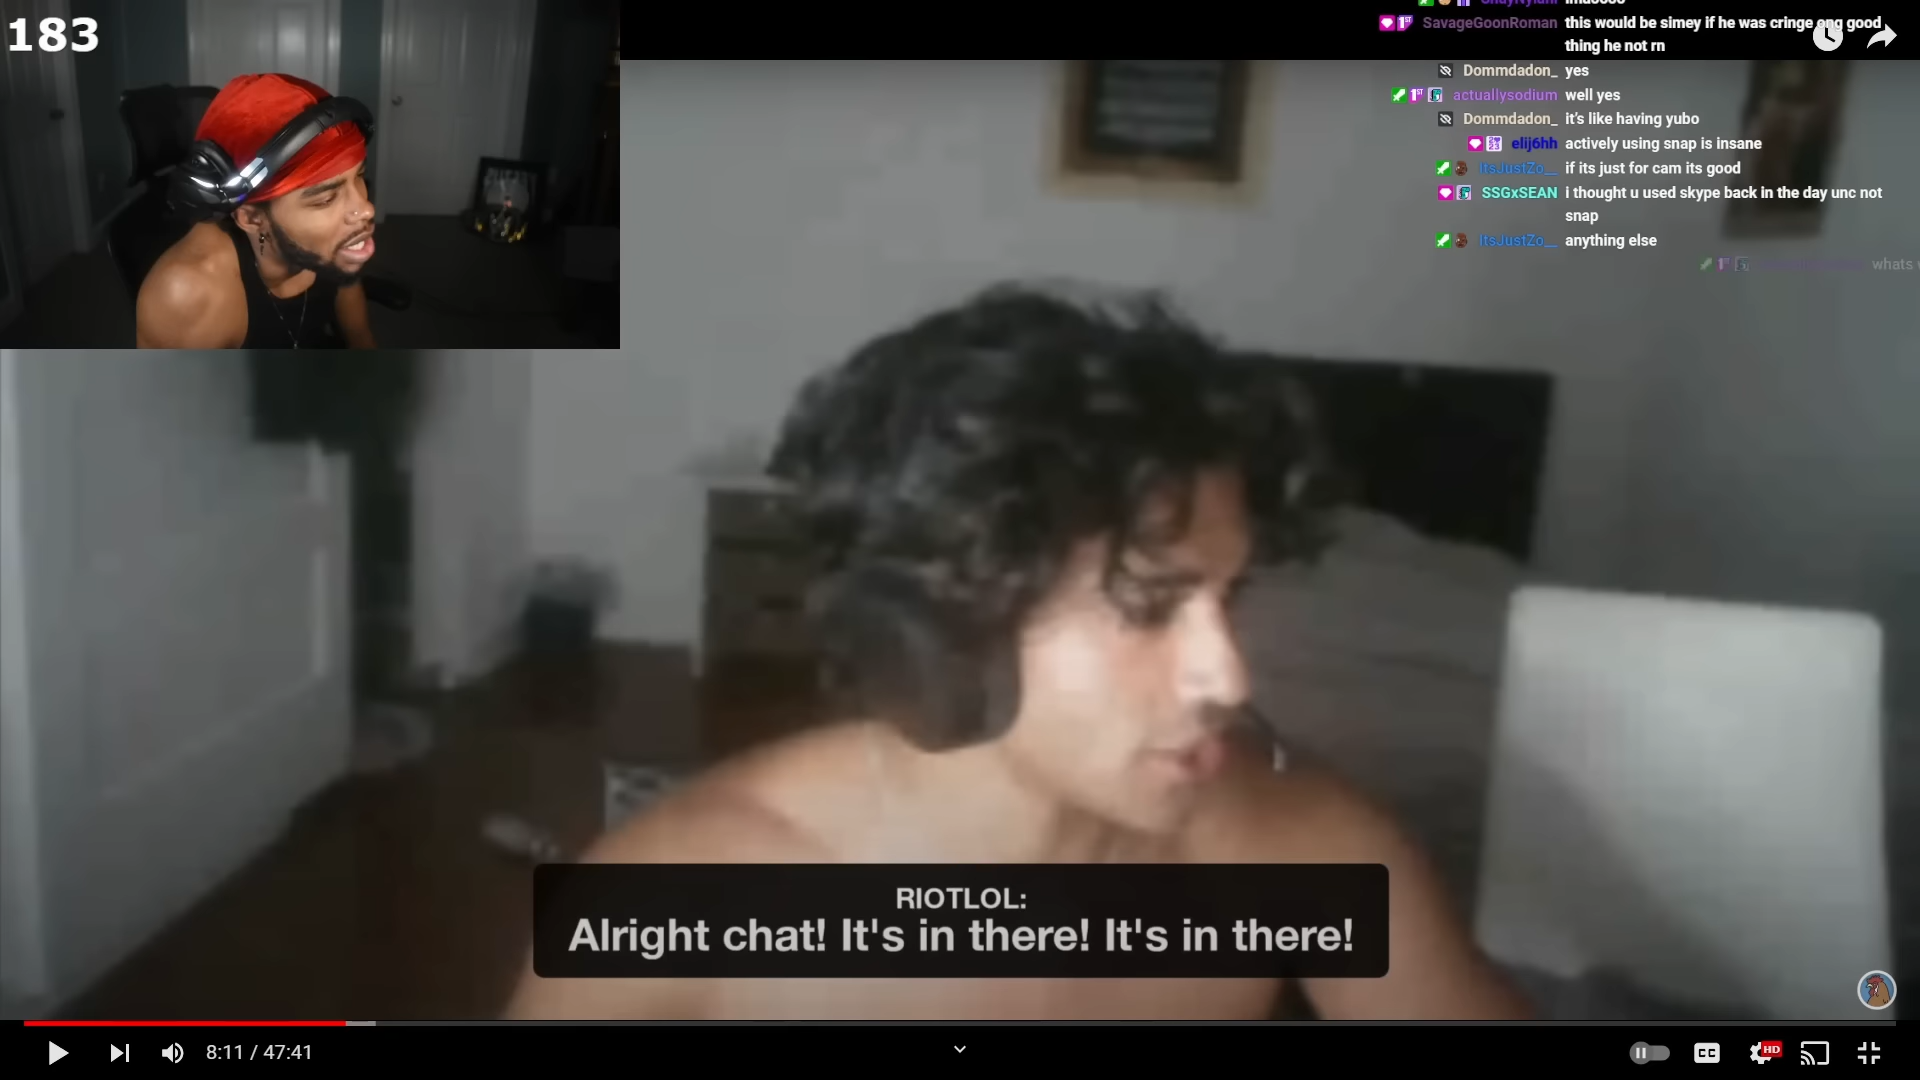 183
SavageGoonRoman this would be simey if he was cringe ong good
thing he not rn
Dommdadon_ yes
actuallysodium well yes
Dommdadon_ it's like having yubo
elij6hh actively using snap is insane
ItsJustZo__ if its just for cam its good
SSGxSEAN i thought u used skype back in the day unc not
snap
ItsJustZo__ anything else
whats
RIOTLOL:
Alright chat! It's in there! It's in there!
8:11 / 47:41
CC
HD